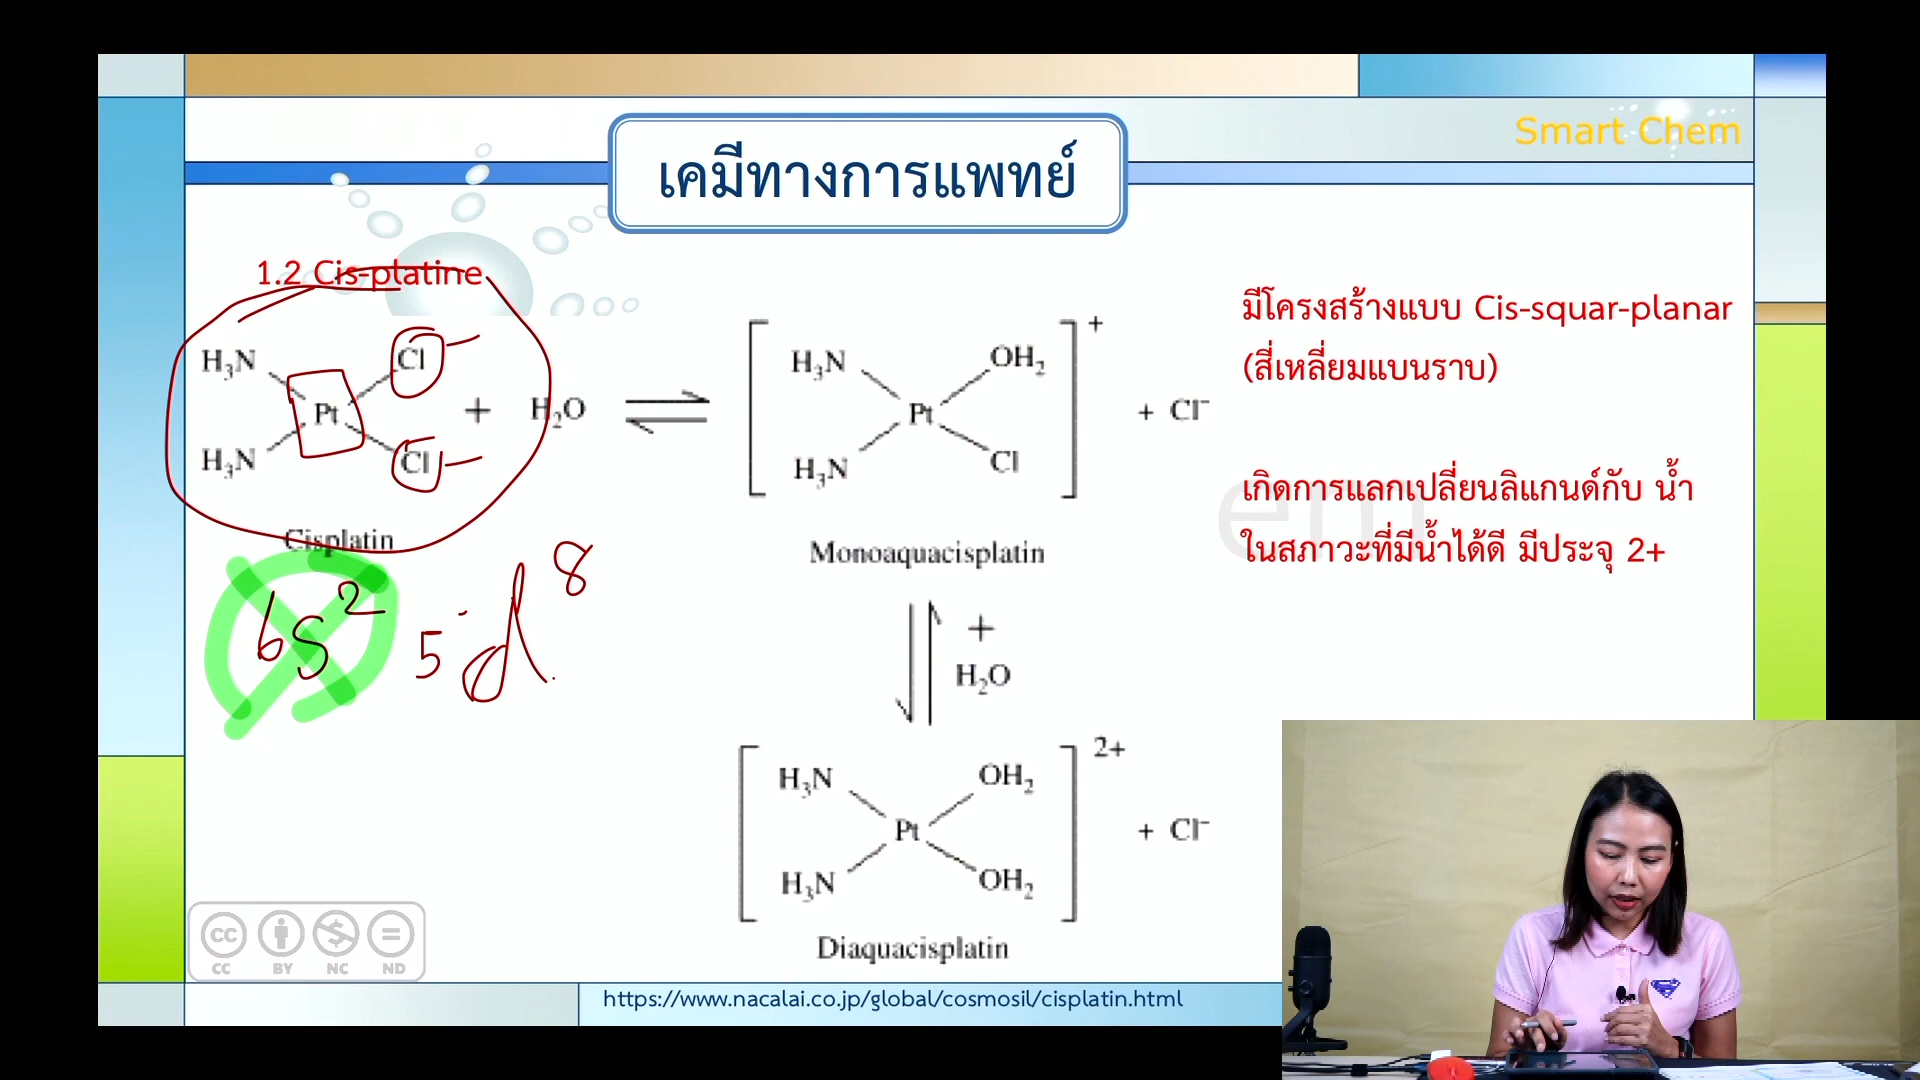 Smart Chem
เคมีทางการแพทย์
1.2 Cis-platine
H₃N Cl
Pt + H₂O
H₃N Cl
Cisplatin
+
H₃N OH₂
Pt + Cl⁻
H₃N Cl
Monoaquacisplatin
มีโครงสร้างแบบ Cis-squar-planar
(สี่เหลี่ยมแบนราบ)
เกิดการแลกเปลี่ยนลิแกนด์กับ น้ำ
ในสภาวะที่มีน้ำได้ดี มีประจุ 2+
em
6s² 5d⁸
+
H₂O
2+
H₃N OH₂
Pt + Cl⁻
H₃N OH₂
Diaquacisplatin
cc
CC BY NC ND
https://www.nacalai.co.jp/global/cosmosil/cisplatin.html